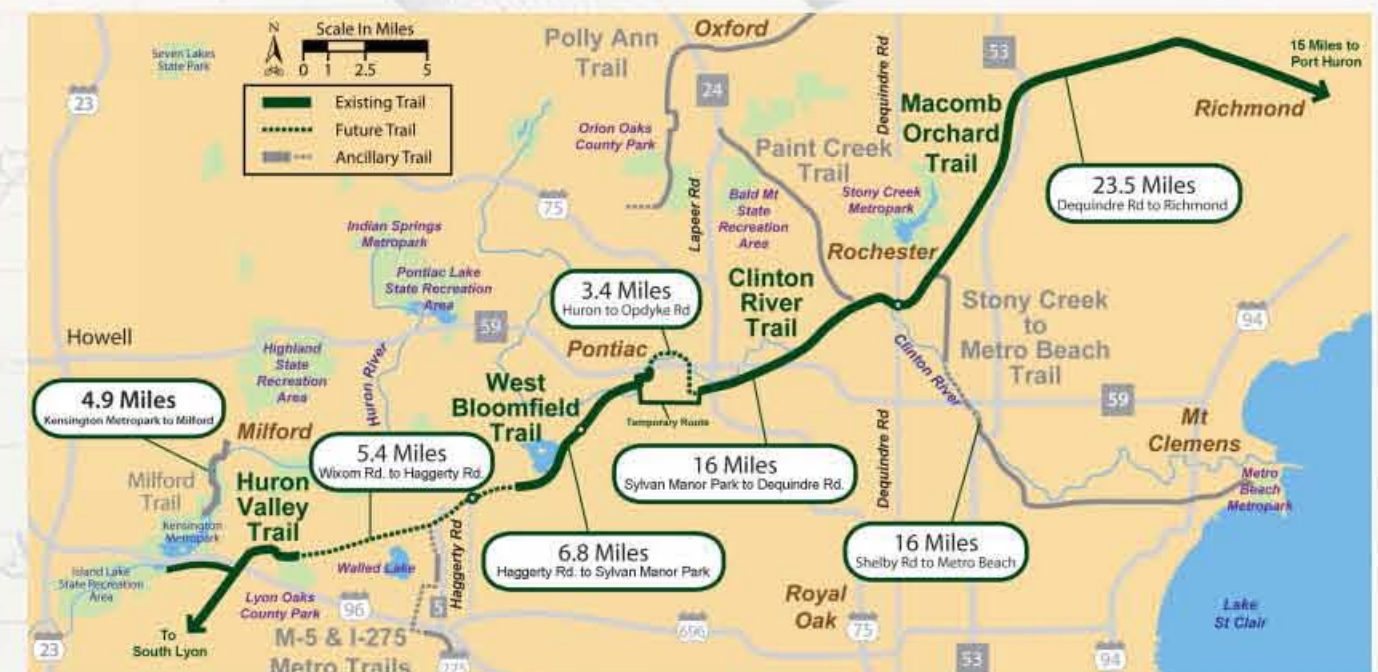 N
Scale In Miles
0 1 2.5 5
Existing Trail
Future Trail
Ancillary Trail
Seven Lakes
State Park
23
Polly Ann
Trail
Oxford
24
Dequindre Rd
53
15 Miles to
Port Huron
Richmond
Macomb
Orchard
Trail
23.5 Miles
Dequindre Rd to Richmond
Orion Oaks
County Park
Paint Creek
Trail
Stony Creek
Metropark
Lapeer Rd
Bald Mt
State
Recreation
Area
75
Indian Springs
Metropark
Pontiac Lake
State Recreation
Area
Rochester
Clinton
River
Trail
3.4 Miles
Huron to Opdyke Rd
Stony Creek
to
Metro Beach
Trail
94
Howell
59
Pontiac
Highland
State
Recreation
Area
Huron River
Clinton River
West
Bloomfield
Trail
4.9 Miles
Kensington Metropark to Milford
Milford
59
Mt
Clemens
Temporary Route
5.4 Miles
Wixom Rd. to Haggerty Rd.
16 Miles
Sylvan Manor Park to Dequindre Rd.
Dequindre Rd
Milford
Trail
Huron
Valley
Trail
Metro
Beach
Metropark
Kensington
Metropark
Haggerty Rd
6.8 Miles
Haggerty Rd. to Sylvan Manor Park
16 Miles
Shelby Rd to Metro Beach
Island Lake
State Recreation
Area
Walled Lake
Lyon Oaks
County Park
96
5
Royal
Oak
75
Lake
St Clair
To
South Lyon
23
M-5 & I-275
Metro Trails
275
696
53
94